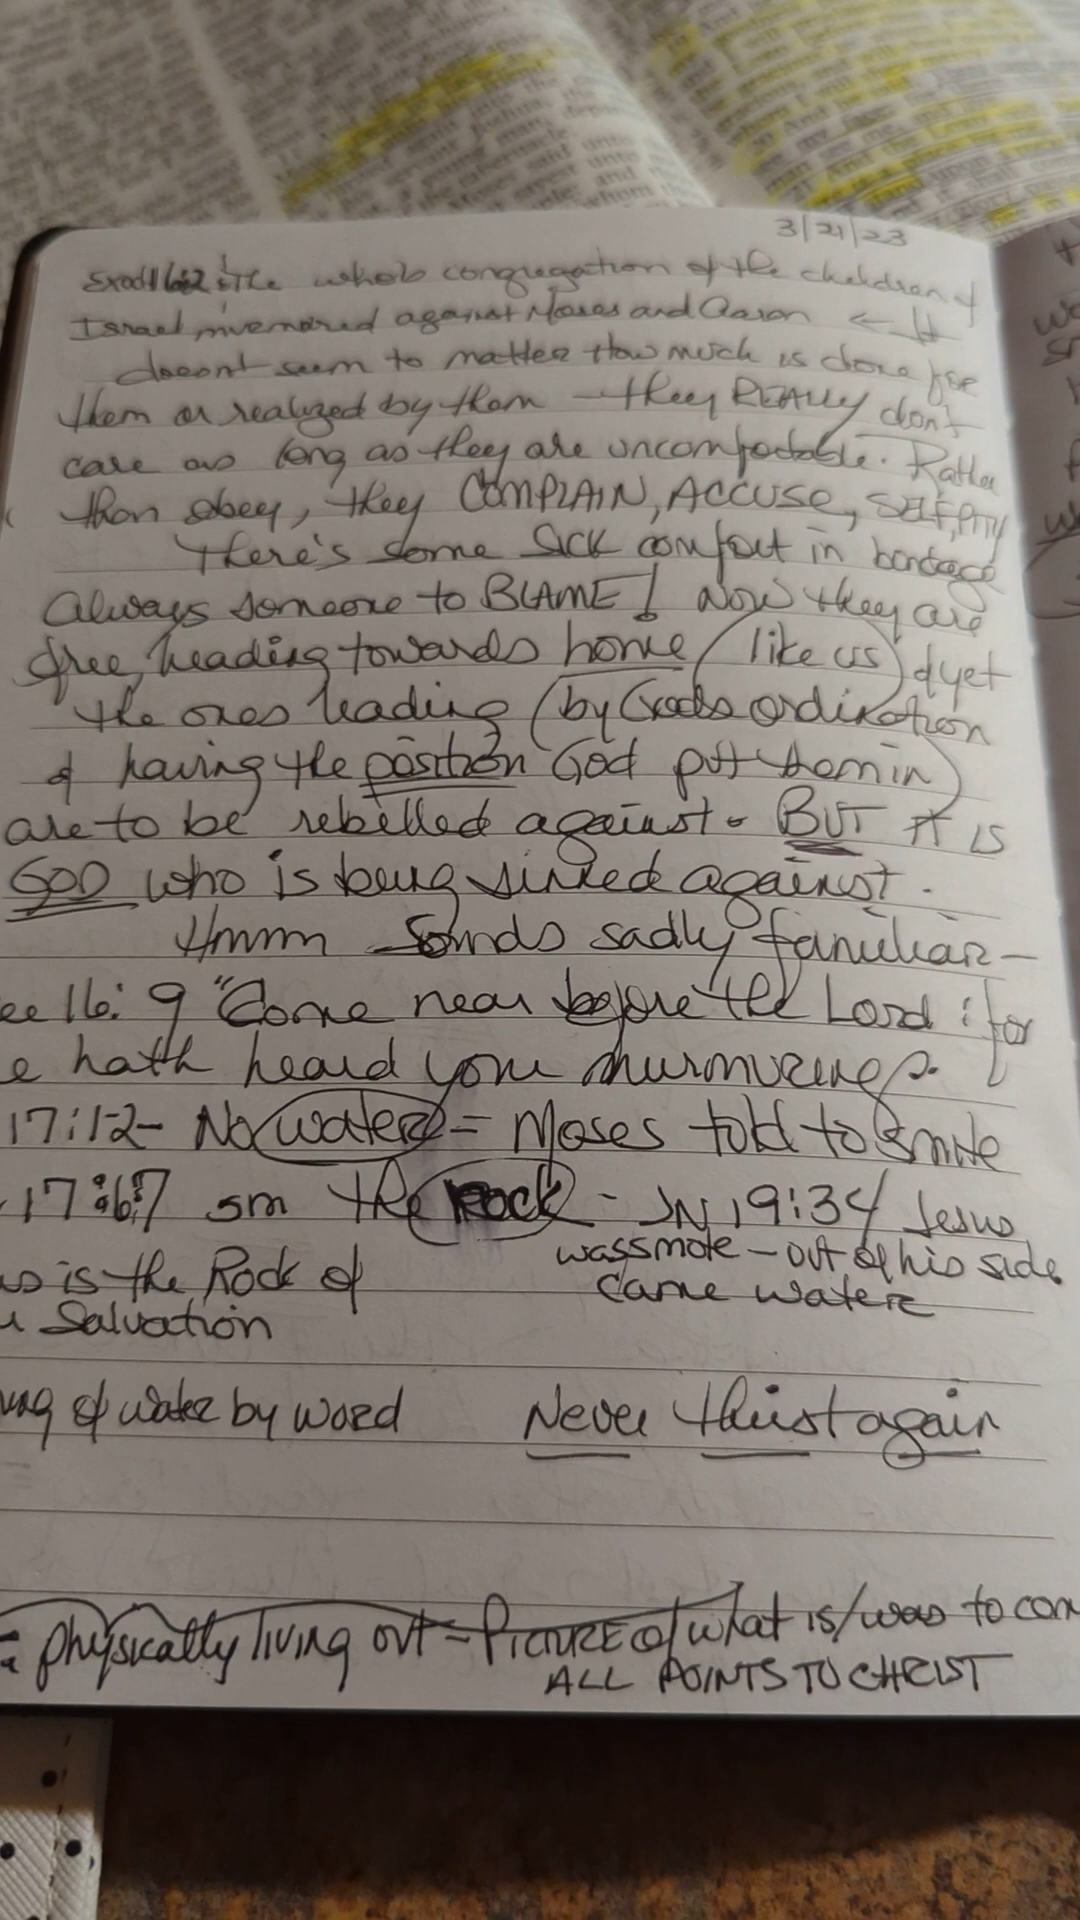 3/21/23
Exod 16:2 The whole congregation of the children of
Israel murmured against Moses and Aaron ← It
doesnt seem to matter How much is done for
them or realized by them - they REALLY don't
care as long as they are uncomfortable. Rather
than obey, they COMPLAIN, ACCUSE, SELF, PITY
There's some SICK comfort in bondage
Always someone to BLAME! Now they are
free, heading towards home (like us) & yet
the ones leading (by Gods ordination
& having the position God put them in)
are to be rebelled against. BUT it is
GOD who is being sinned against.
Hmm Sounds sadly familiar -
ee 16:9 "Come near before the Lord : for
e hath heard your murmurings.
17:1-2 - No water = Moses told to smite
17:6,7 sm the Rock - JN 19:34 Jesus
was smote - out of his side
came water
us is the Rock of
Salvation
ing of water by word Never thirst again
= physically living out = PICTURE of what is/was to com
ALL POINTS TO CHRIST